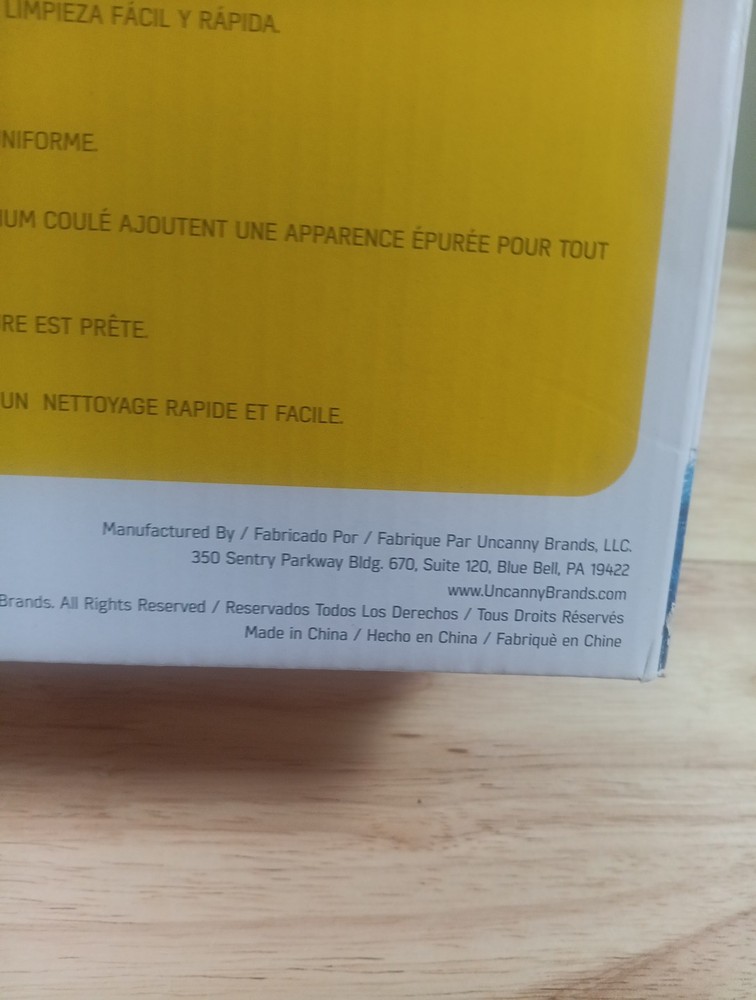 LIMPIEZA FÁCIL Y RÁPIDA.
NIFORME.
IUM COULÉ AJOUTENT UNE APPARENCE ÉPURÉE POUR TOUT
RE EST PRÊTE.
UN NETTOYAGE RAPIDE ET FACILE.
Manufactured By / Fabricado Por / Fabrique Par Uncanny Brands, LLC.
350 Sentry Parkway Bldg. 670, Suite 120, Blue Bell, PA 19422
www.UncannyBrands.com
Brands. All Rights Reserved / Reservados Todos Los Derechos / Tous Droits Réservés
Made in China / Hecho en China / Fabriquè en Chine